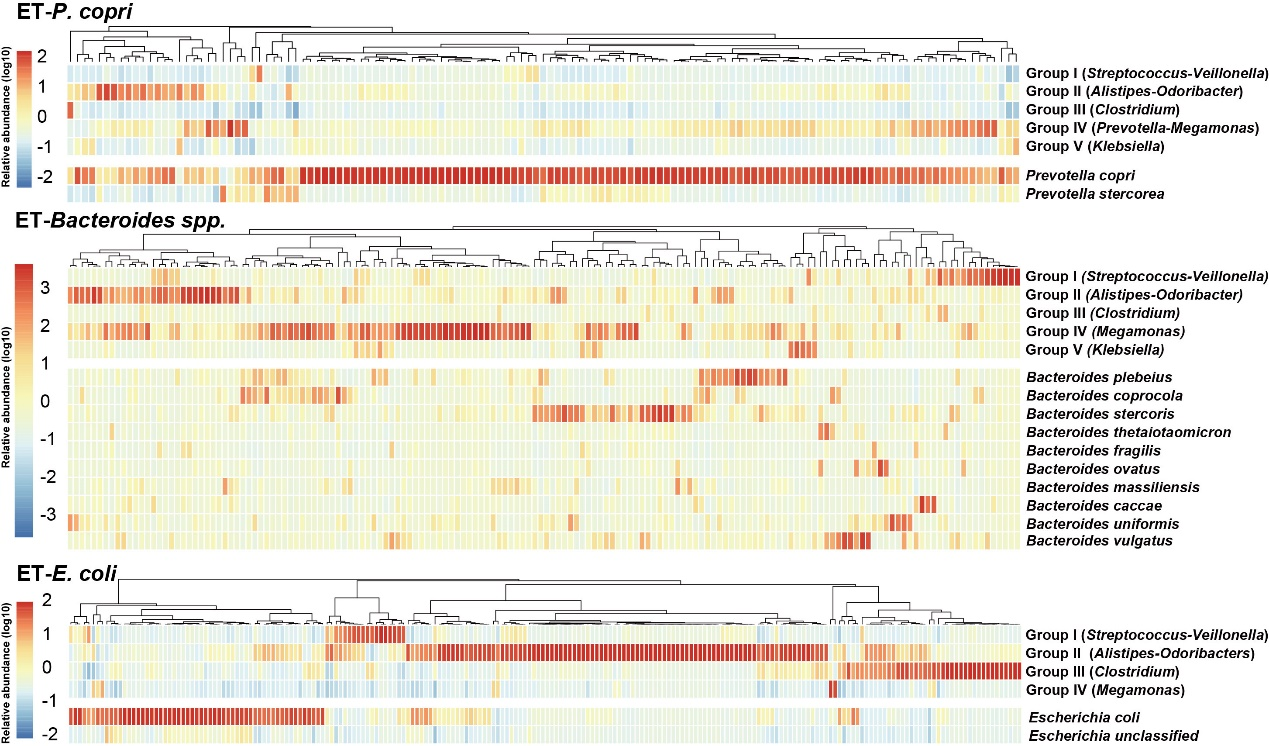 ET-P. copri
Relative abundance (log10)
2
1
0
-1
-2
Group I (Streptococcus-Veillonella)
Group II (Alistipes-Odoribacter)
Group III (Clostridium)
Group IV (Prevotella-Megamonas)
Group V (Klebsiella)
Prevotella copri
Prevotella stercorea
ET-Bacteroides spp.
Relative abundance (log10)
3
2
1
0
-1
-2
-3
Group I (Streptococcus-Veillonella)
Group II (Alistipes-Odoribacter)
Group III (Clostridium)
Group IV (Megamonas)
Group V (Klebsiella)
Bacteroides plebeius
Bacteroides coprocola
Bacteroides stercoris
Bacteroides thetaiotaomicron
Bacteroides fragilis
Bacteroides ovatus
Bacteroides massiliensis
Bacteroides caccae
Bacteroides uniformis
Bacteroides vulgatus
ET-E. coli
Relative abundance (log10)
2
1
0
-1
-2
Group I (Streptococcus-Veillonella)
Group II (Alistipes-Odoribacters)
Group III (Clostridium)
Group IV (Megamonas)
Escherichia coli
Escherichia unclassified